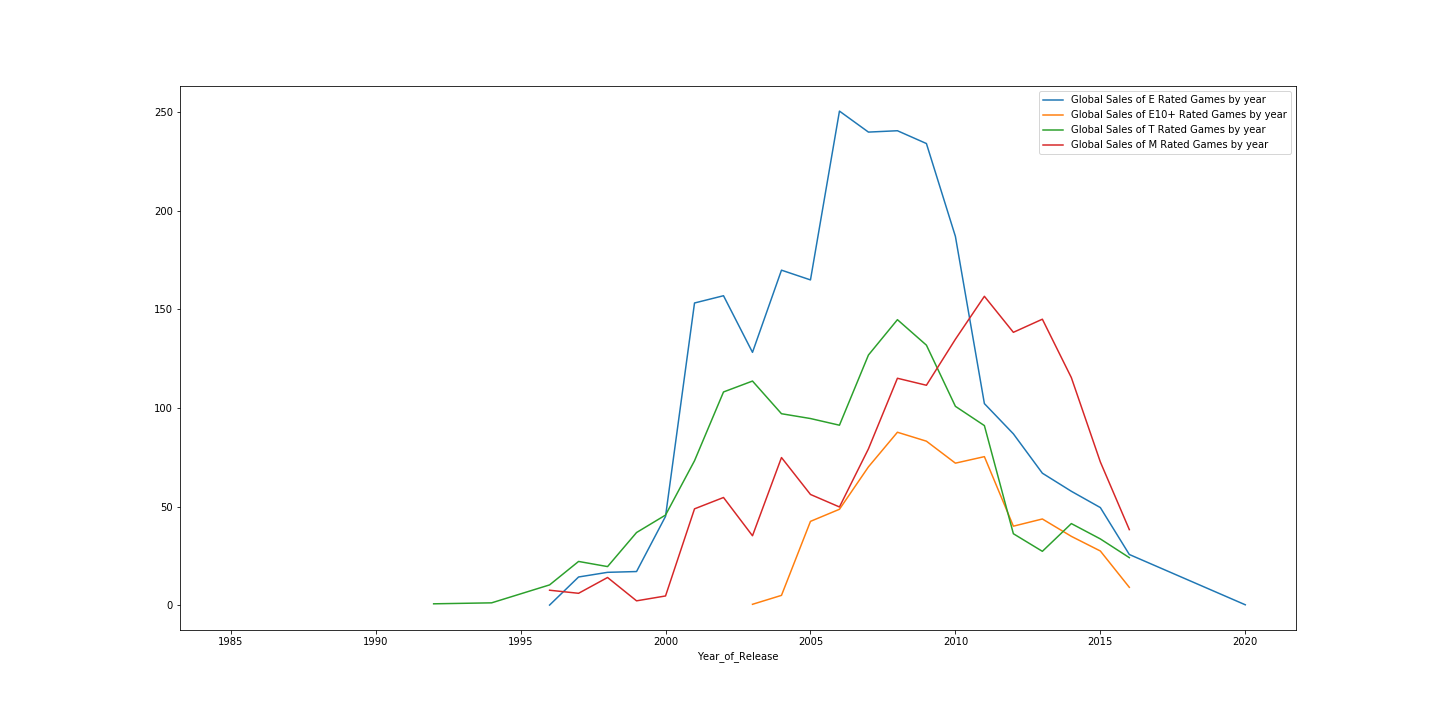 Global Sales of E Rated Games by year
Global Sales of E10+ Rated Games by year
Global Sales of T Rated Games by year
Global Sales of M Rated Games by year
250
200
150
100
50
0
1985 1990 1995 2000 2005 2010 2015 2020
Year_of_Release